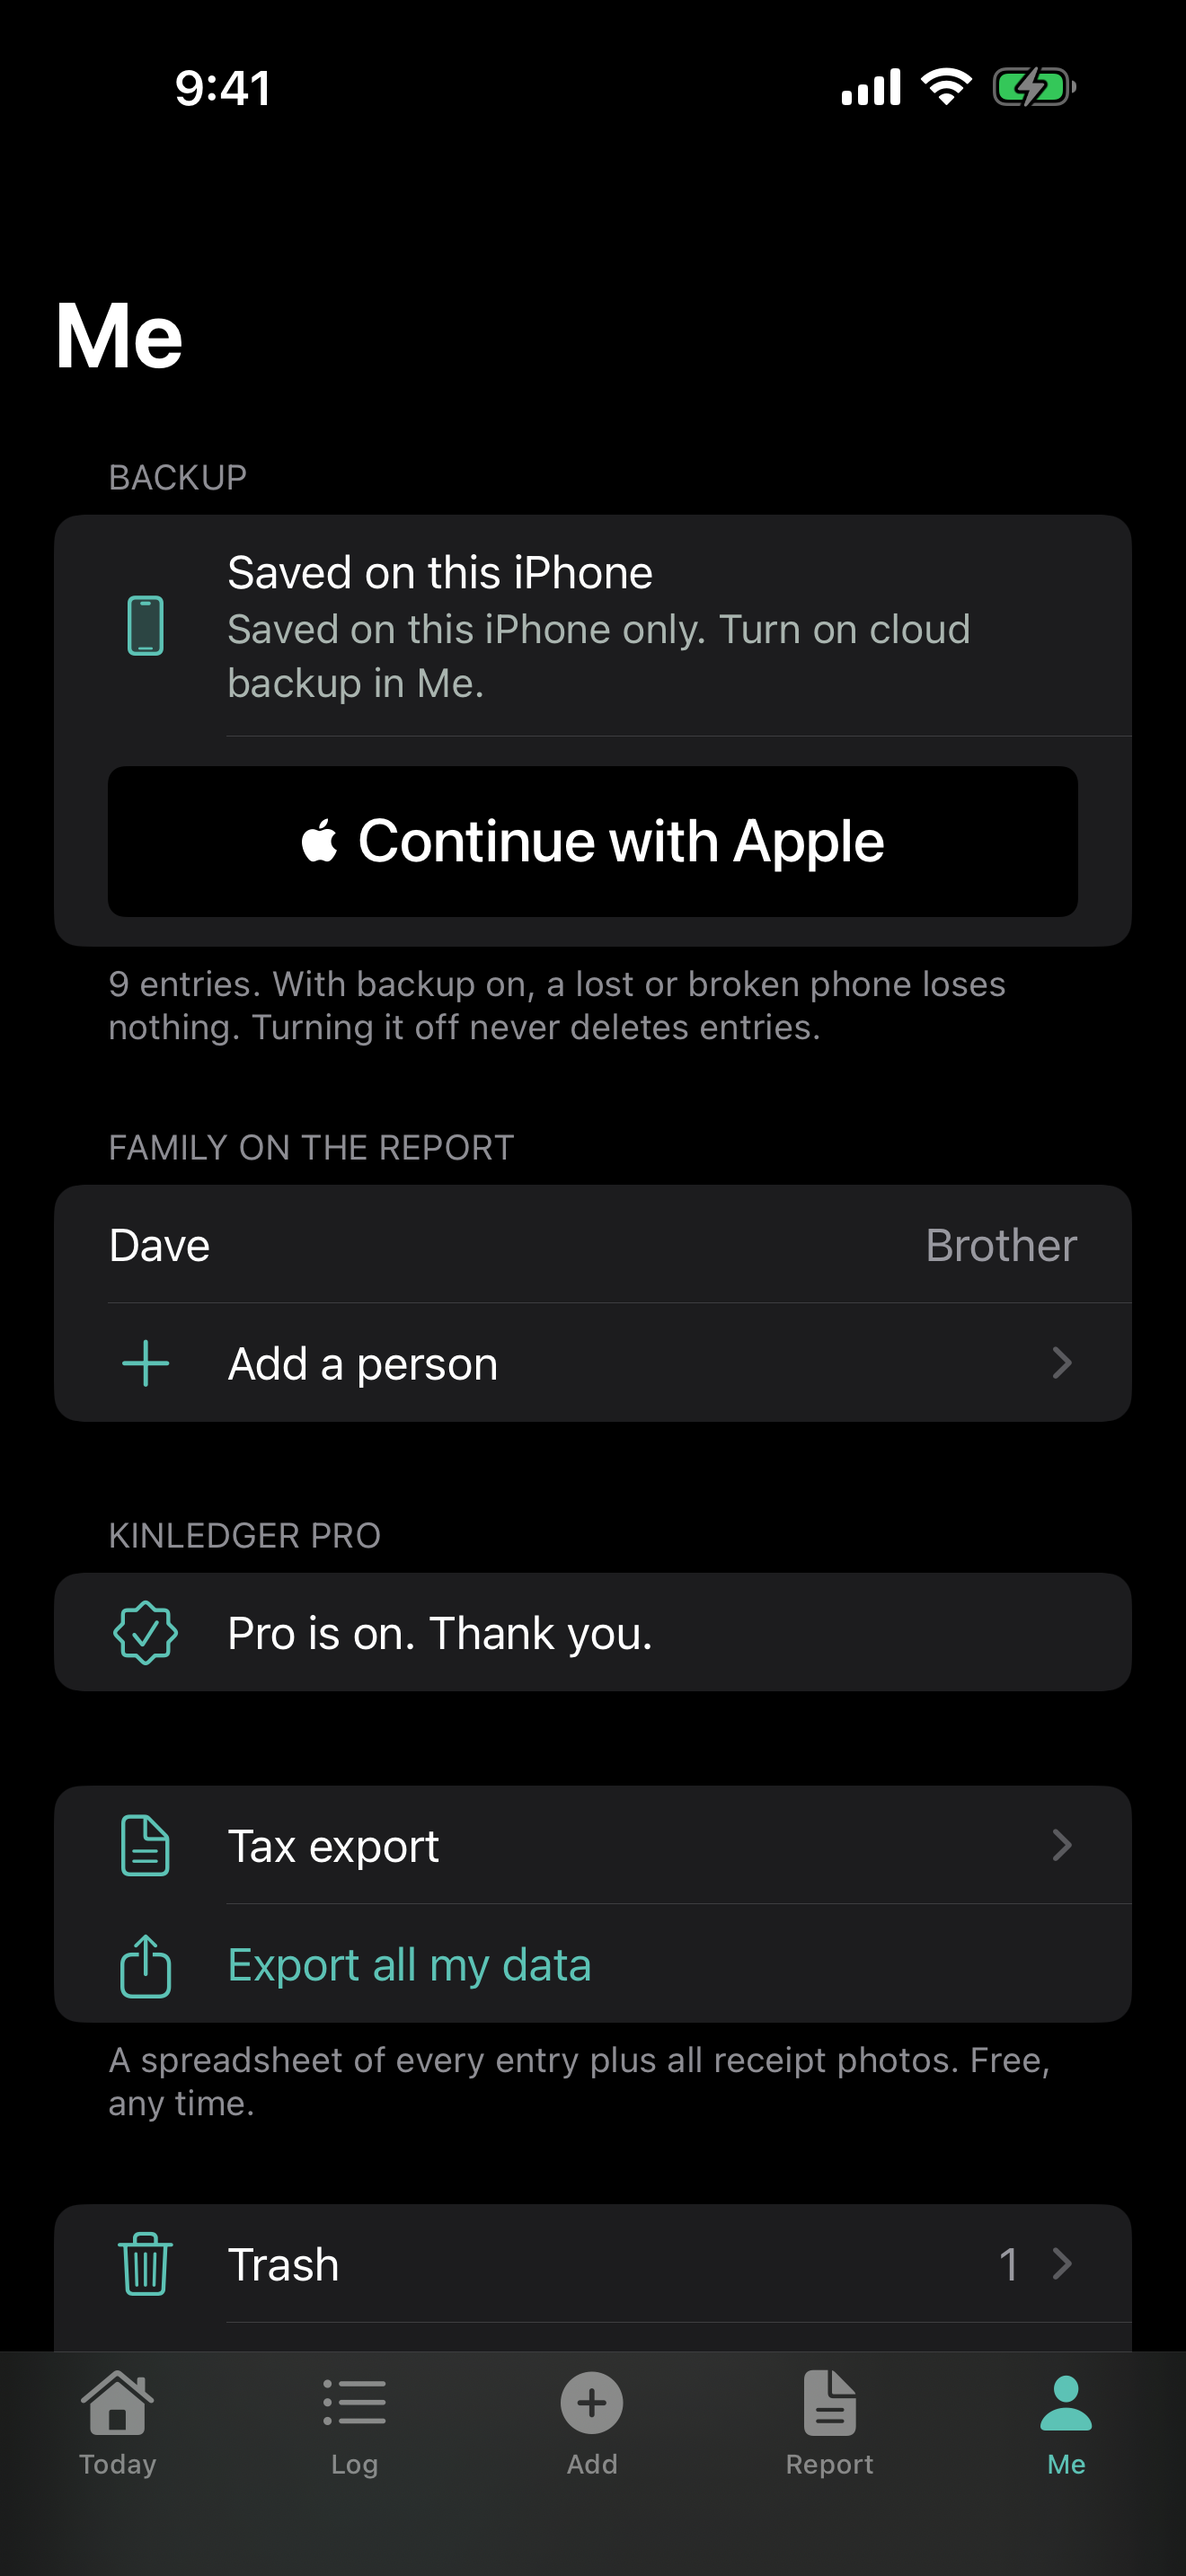 9:41
Me
BACKUP
Saved on this iPhone
Saved on this iPhone only. Turn on cloud
backup in Me.
Continue with Apple
9 entries. With backup on, a lost or broken phone loses
nothing. Turning it off never deletes entries.
FAMILY ON THE REPORT
Dave Brother
Add a person
KINLEDGER PRO
Pro is on. Thank you.
Tax export
Export all my data
A spreadsheet of every entry plus all receipt photos. Free,
any time.
Trash 1
Today Log Add Report Me